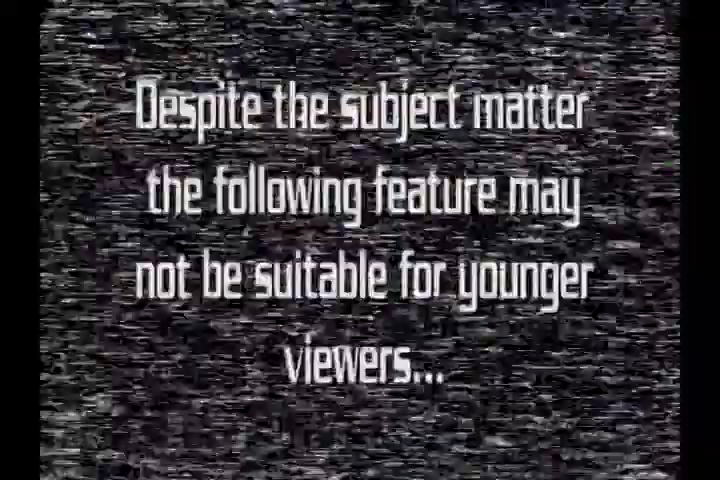 Despite the subject matter
the following feature may
not be suitable for younger
viewers...